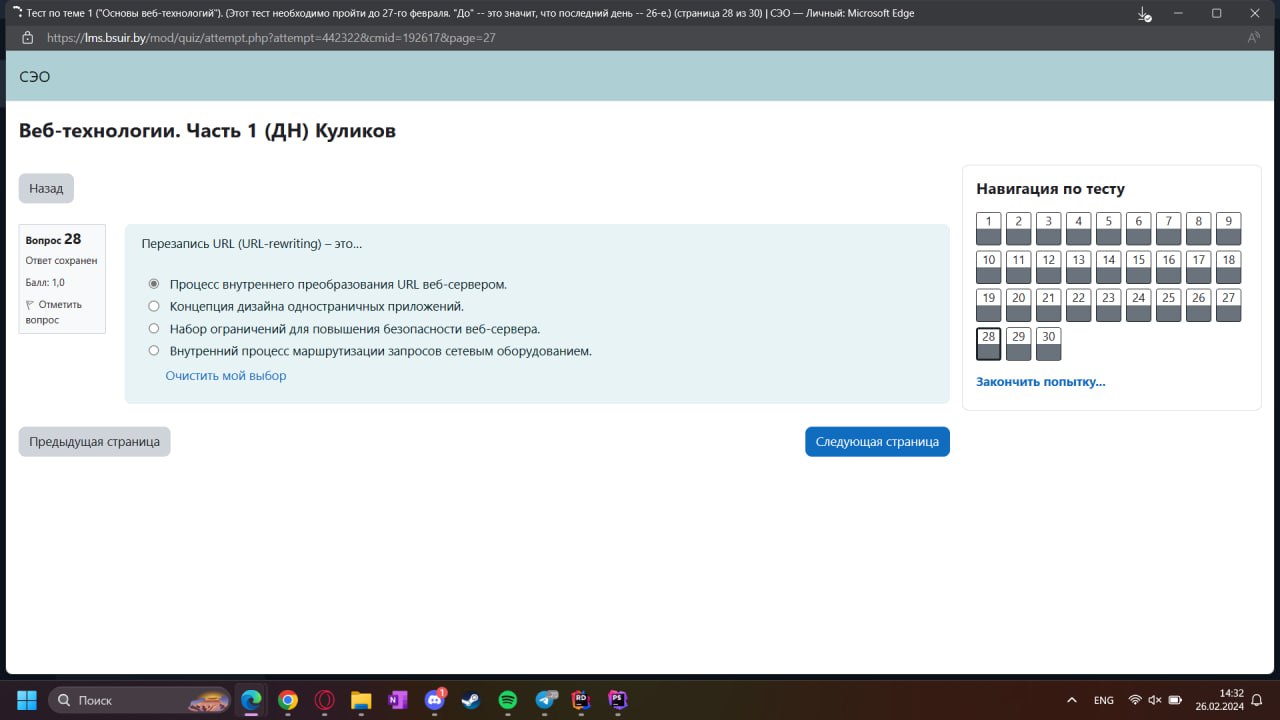 Тест по теме 1 ("Основы веб-технологий"). (Этот тест необходимо пройти до 27-го февраля. "До" -- это значит, что последний день -- 26-е.) (страница 28 из 30) | СЭО — Личный: Microsoft Edge
https://lms.bsuir.by/mod/quiz/attempt.php?attempt=442322&cmid=192617&page=27
СЭО
Веб-технологии. Часть 1 (ДН) Куликов
Назад
Вопрос 28
Ответ сохранен
Балл: 1,0
Отметить
вопрос
Перезапись URL (URL-rewriting) – это...
Процесс внутреннего преобразования URL веб-сервером.
Концепция дизайна одностраничных приложений.
Набор ограничений для повышения безопасности веб-сервера.
Внутренний процесс маршрутизации запросов сетевым оборудованием.
Очистить мой выбор
Предыдущая страница
Следующая страница
Навигация по тесту
1 2 3 4 5 6 7 8 9
10 11 12 13 14 15 16 17 18
19 20 21 22 23 24 25 26 27
28 29 30
Закончить попытку...
Поиск
1
RD
PS
ENG
14:32
26.02.2024